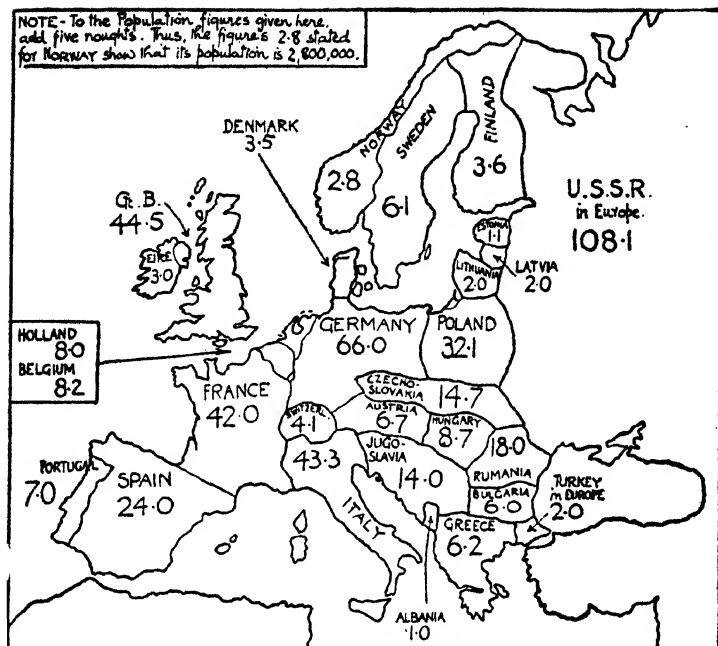 NOTE - To the Population figures given here,
add five noughts. Thus, the figures 2·8 stated
for NORWAY show that its population is 2,800,000.
DENMARK
3·5
NORWAY
2·8
SWEDEN
6·1
FINLAND
3·6
U.S.S.R.
in Europe.
108·1
Gt. B.
44·5
EIRE
3·0
ESTONIA
1·1
LATVIA
2·0
LITHUANIA
2·0
HOLLAND
8·0
BELGIUM
8·2
GERMANY
66·0
POLAND
32·1
FRANCE
42·0
CZECHO-
SLOVAKIA
14·7
SWITZERL.
4·1
AUSTRIA
6·7
HUNGARY
8·7
18·0
RUMANIA
43·3
ITALY
JUGO-
SLAVIA
14·0
PORTUGAL
7·0
SPAIN
24·0
BULGARIA
6·0
TURKEY
in EUROPE
2·0
GREECE
6·2
ALBANIA
·1·0